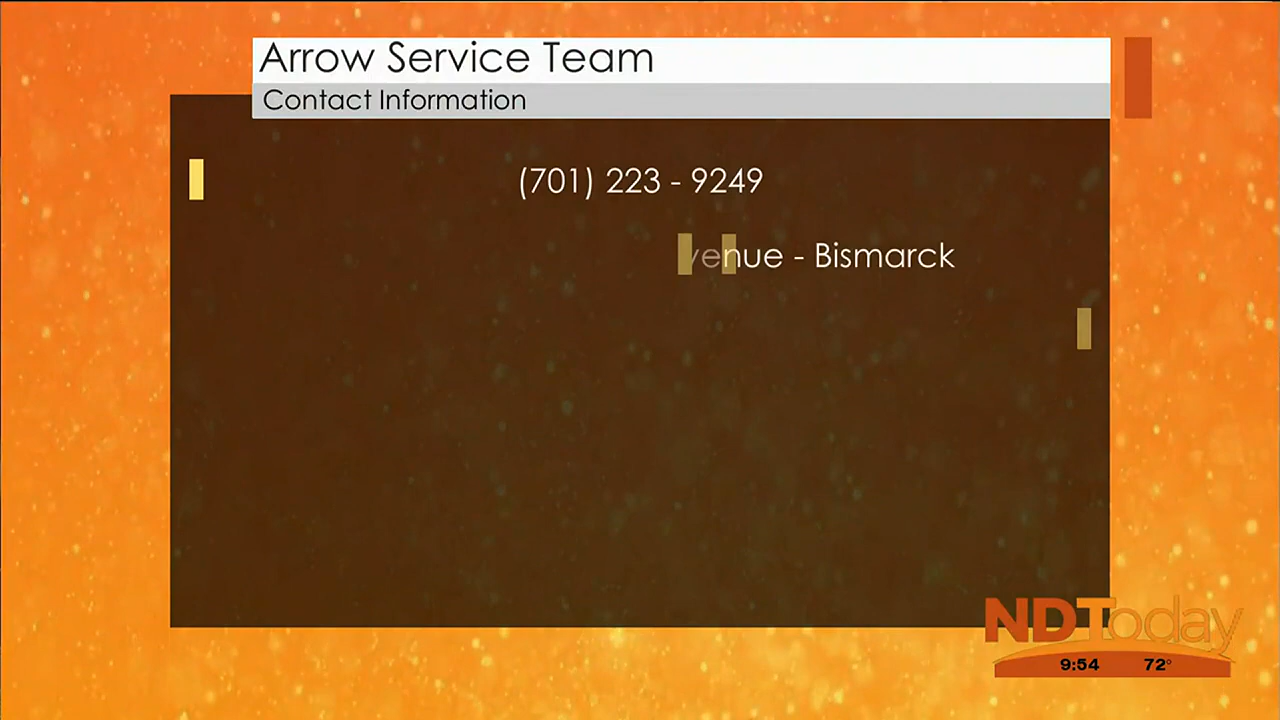 Arrow Service Team
Contact Information
(701) 223 - 9249
venue - Bismarck
NDToday
9:54 72°